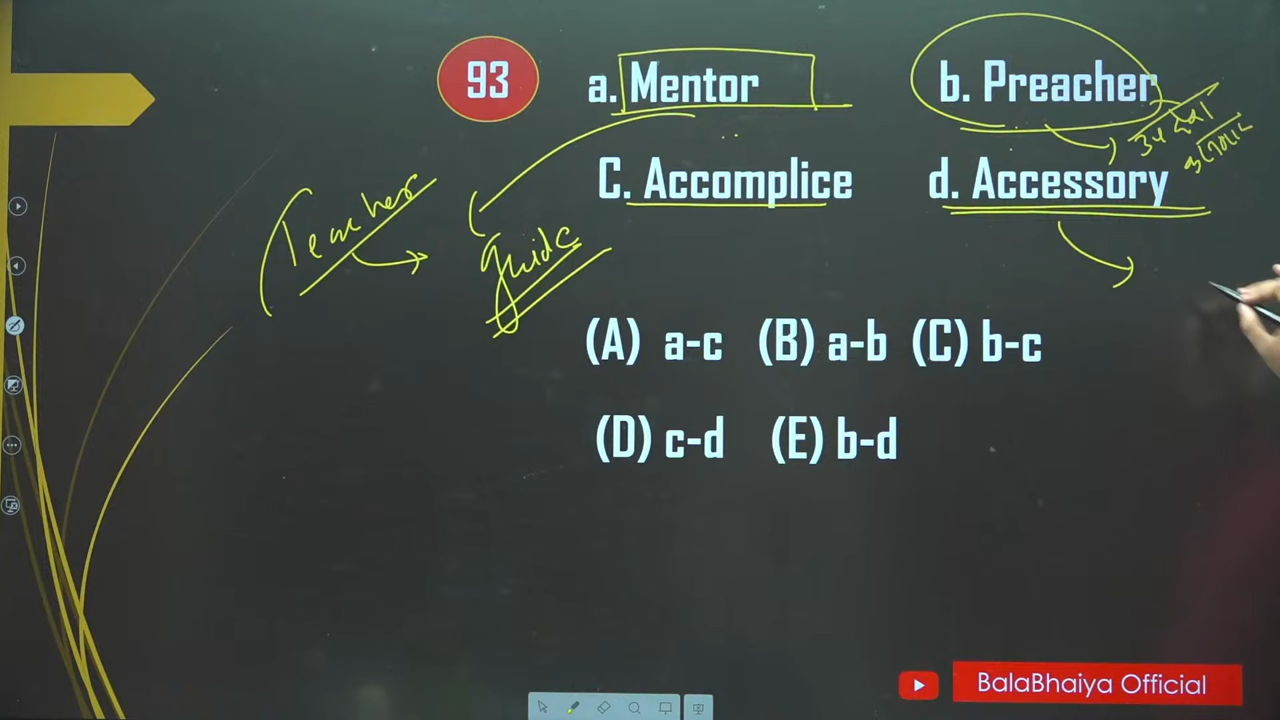 93
a. Mentor
b. Preacher
C. Accomplice
d. Accessory
Teacher
guide
(A) a-c (B) a-b (C) b-c
(D) c-d (E) b-d
BalaBhaiya Official